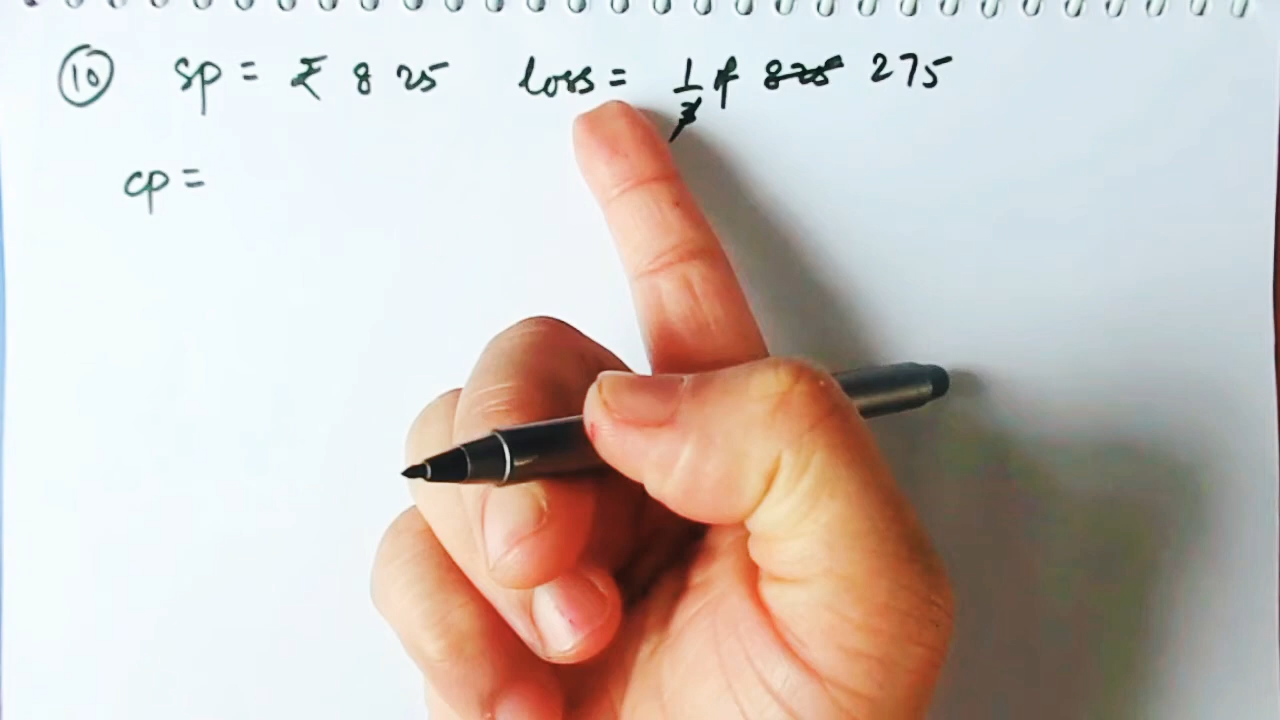 10 SP = ₹ 825 loss = 1/3 of 825 275
CP =